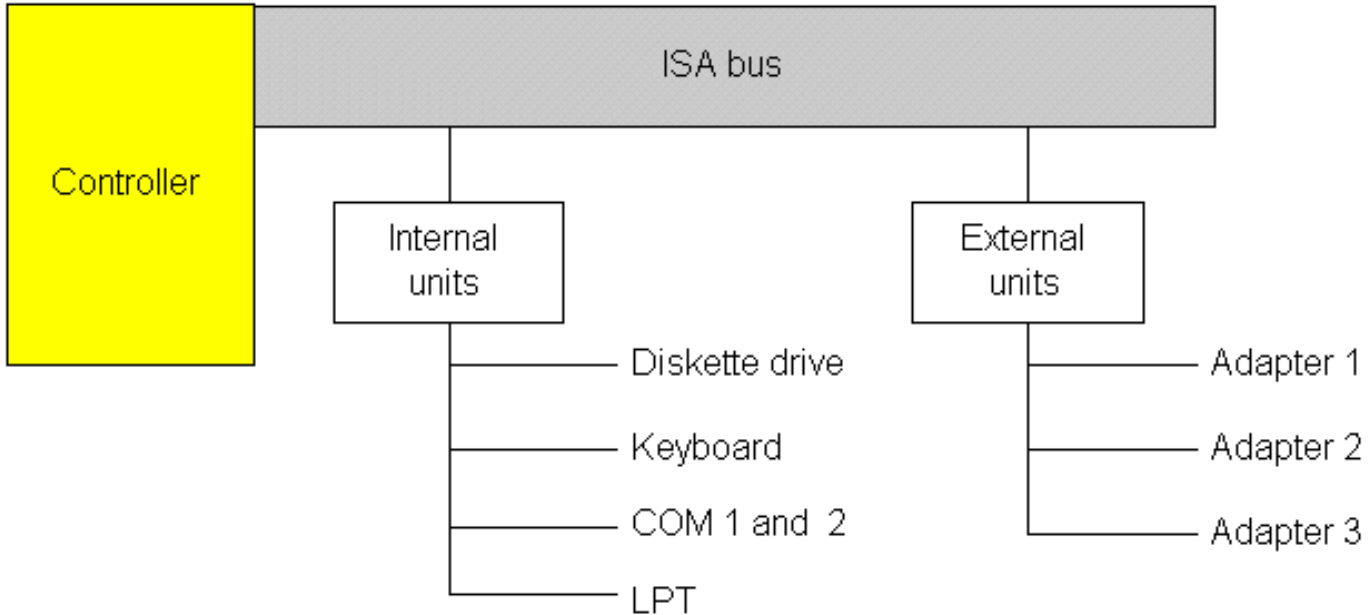 ISA bus
Controller
Internal
units
External
units
Diskette drive
Adapter 1
Keyboard
Adapter 2
COM 1 and  2
Adapter 3
LPT